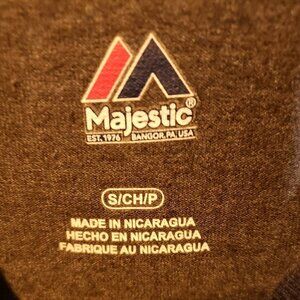 Majestic®
EST. 1976 BANGOR, PA, USA
S/CH/P
MADE IN NICARAGUA
HECHO EN NICARAGUA
FABRIQUE AU NICARAGUA